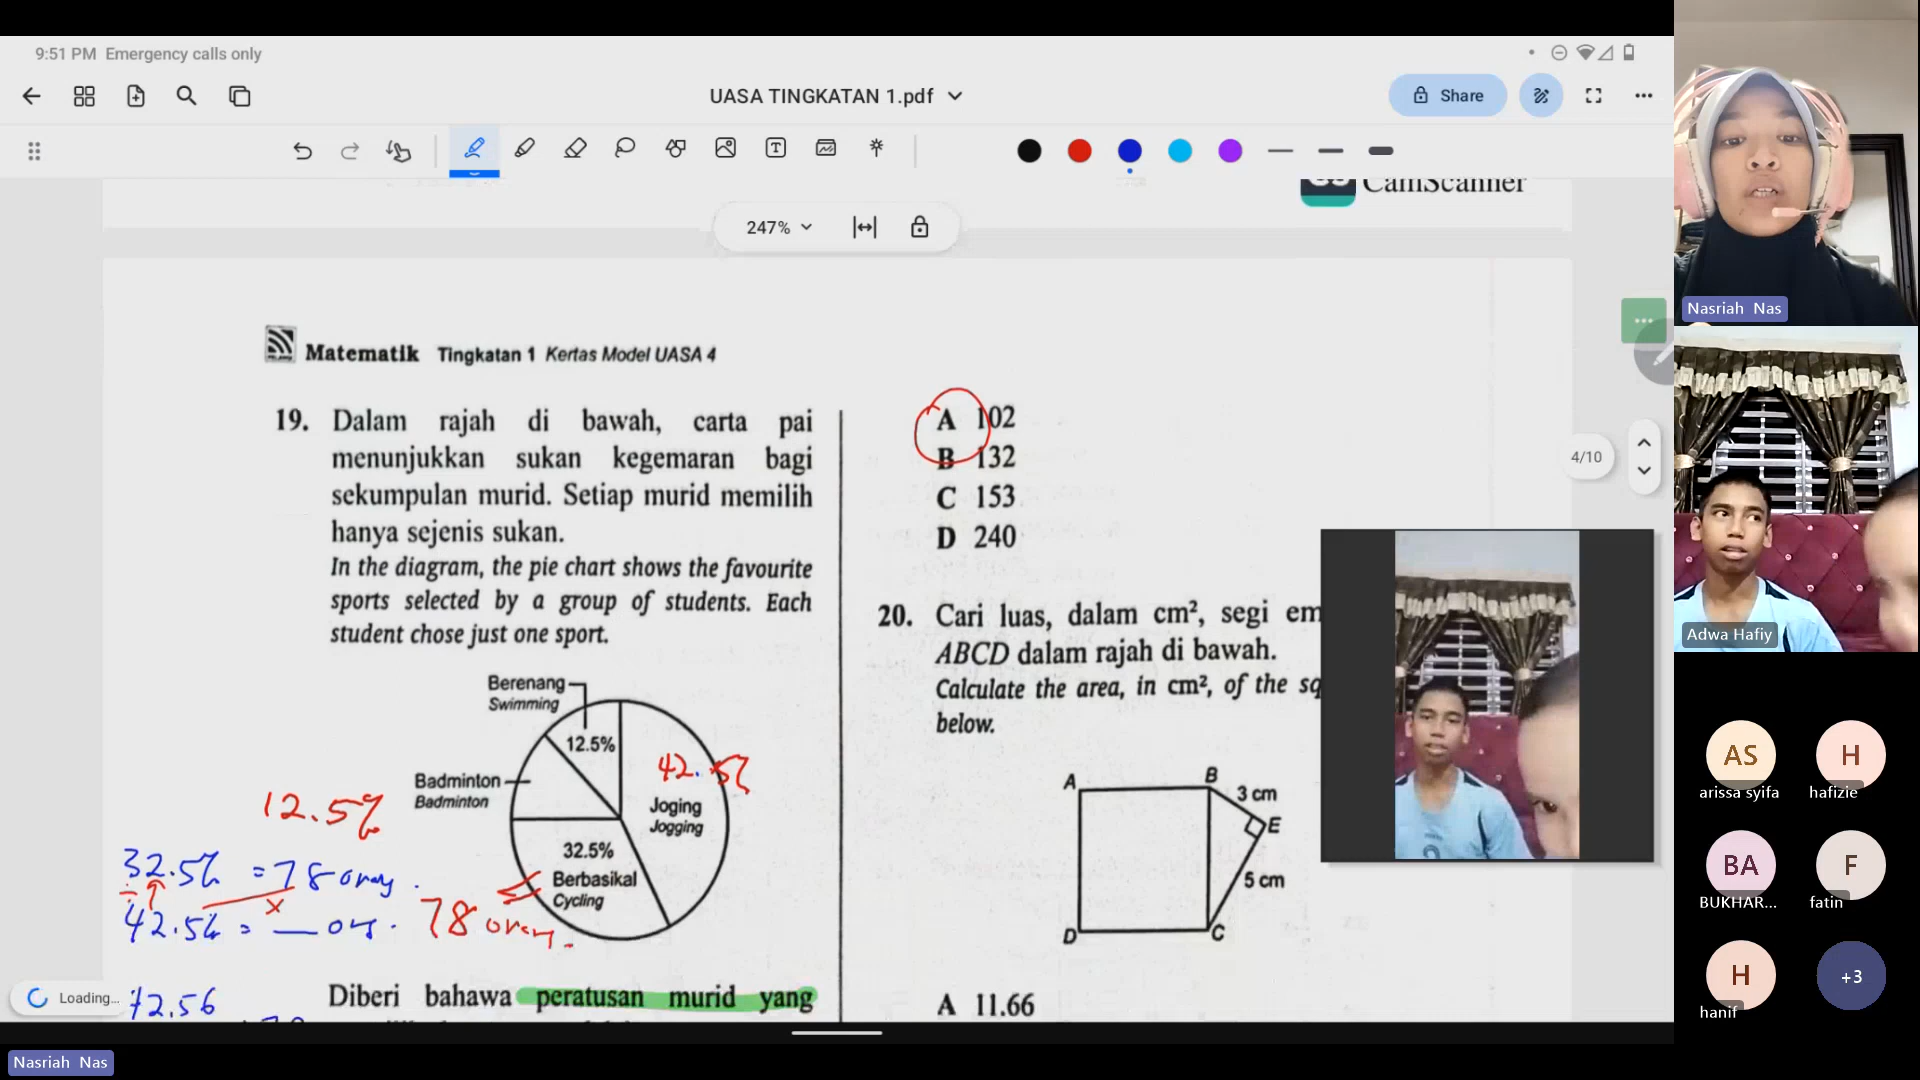 9:51 PM Emergency calls only
UASA TINGKATAN 1.pdf
Share
CamScanner
247%
Matematik Tingkatan 1 Kertas Model UASA 4
19. Dalam rajah di bawah, carta pai
menunjukkan sukan kegemaran bagi
sekumpulan murid. Setiap murid memilih
hanya sejenis sukan.
In the diagram, the pie chart shows the favourite
sports selected by a group of students. Each
student chose just one sport.
Berenang
Swimming
12.5%
Badminton
Badminton
42.5%
Joging
Jogging
32.5%
Berbasikal
Cycling
12.5%
32.5% = 78 orang.
42.5% = __ org.
78 orang.
42.56
Diberi bahawa peratusan murid yang
A 102
B 132
C 153
D 240
20. Cari luas, dalam cm², segi em
ABCD dalam rajah di bawah.
Calculate the area, in cm², of the sq
below.
A
B
3 cm
E
5 cm
D
C
A 11.66
4/10
Loading...
Nasriah Nas
Nasriah Nas
Adwa Hafiy
AS
arissa syifa
H
hafizie
BA
BUKHAR...
F
fatin
H
hanif
+3